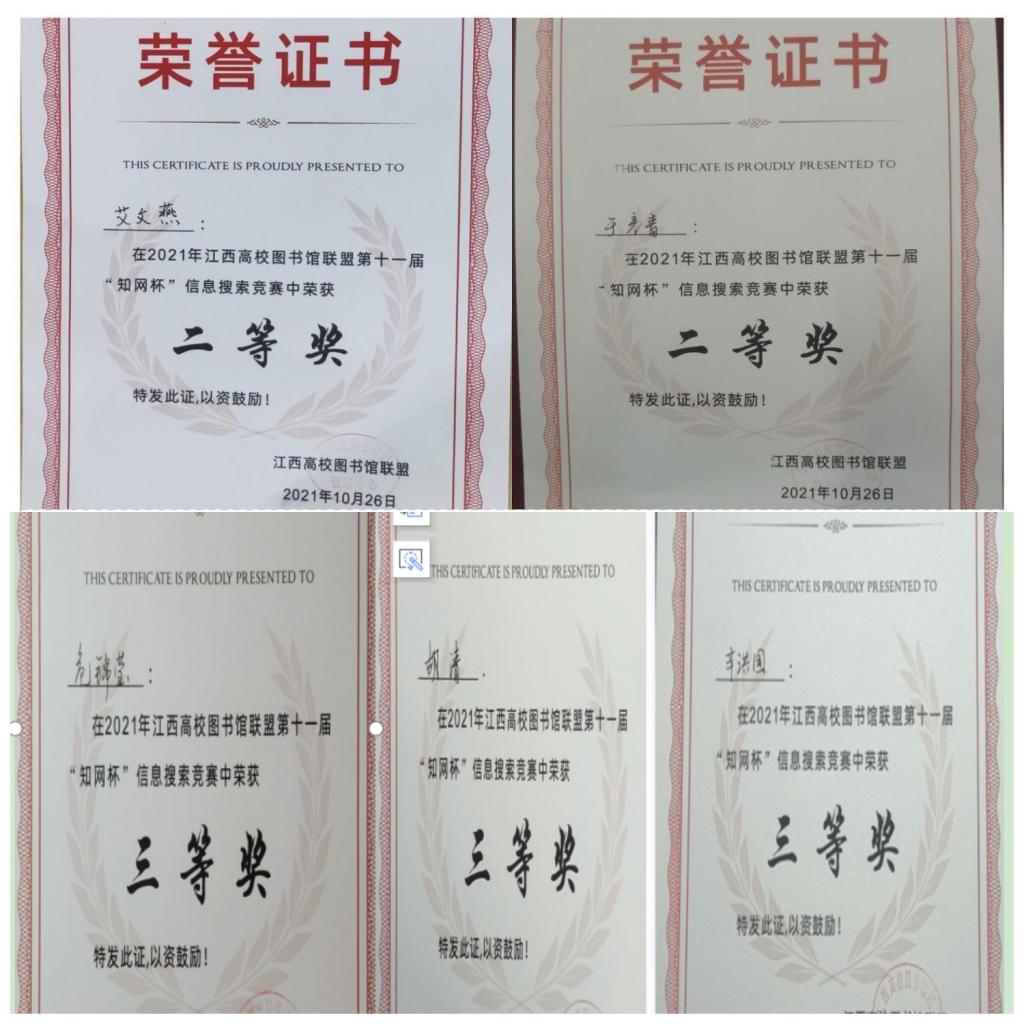 荣誉证书
THIS CERTIFICATE IS PROUDLY PRESENTED TO
艾文燕：
在2021年江西高校图书馆联盟第十一届
“知网杯”信息搜索竞赛中荣获
二等奖
特发此证,以资鼓励！
江西高校图书馆联盟
2021年10月26日
荣誉证书
THIS CERTIFICATE IS PROUDLY PRESENTED TO
于彦香：
在2021年江西高校图书馆联盟第十一届
“知网杯”信息搜索竞赛中荣获
二等奖
特发此证,以资鼓励！
江西高校图书馆联盟
2021年10月26日
THIS CERTIFICATE IS PROUDLY PRESENTED TO
危锦莹：
在2021年江西高校图书馆联盟第十一届
“知网杯”信息搜索竞赛中荣获
三等奖
特发此证,以资鼓励！
THIS CERTIFICATE IS PROUDLY PRESENTED TO
胡清：
在2021年江西高校图书馆联盟第十一届
“知网杯”信息搜索竞赛中荣获
三等奖
特发此证,以资鼓励！
THIS CERTIFICATE IS PROUDLY PRESENTED TO
辛洪圆：
在2021年江西高校图书馆联盟第十一届
“知网杯”信息搜索竞赛中荣获
三等奖
特发此证,以资鼓励！